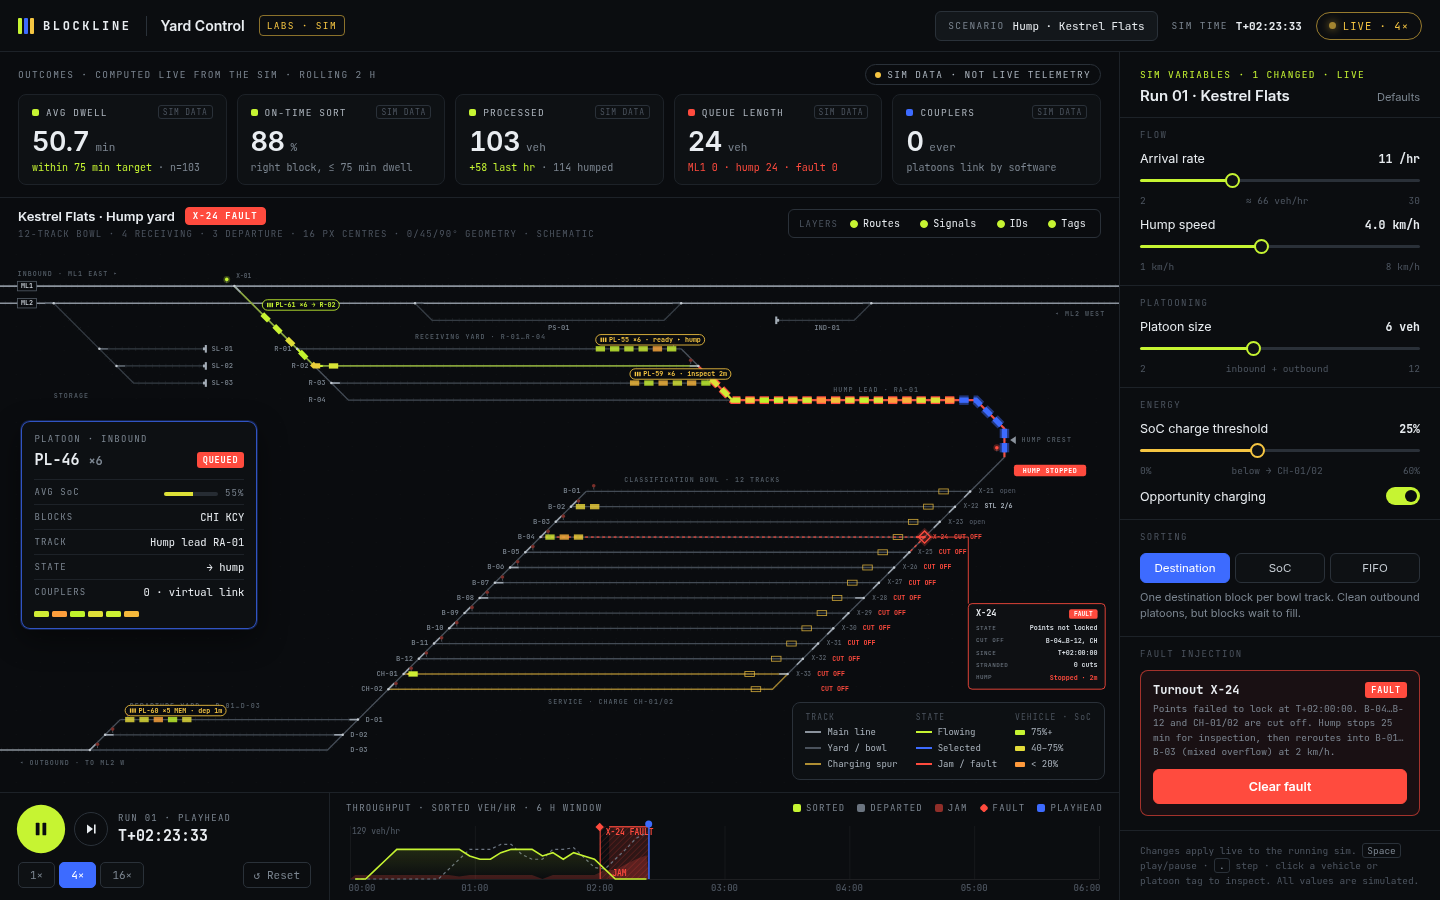 BLOCKLINE
Yard Control
LABS · SIM
SCENARIO Hump · Kestrel Flats
SIM TIME T+02:23:33
LIVE · 4×
OUTCOMES · COMPUTED LIVE FROM THE SIM · ROLLING 2 H
SIM DATA · NOT LIVE TELEMETRY
AVG DWELL SIM DATA
50.7 min
within 75 min target · n=103
ON-TIME SORT SIM DATA
88 %
right block, ≤ 75 min dwell
PROCESSED SIM DATA
103 veh
+58 last hr · 114 humped
QUEUE LENGTH SIM DATA
24 veh
ML1 0 · hump 24 · fault 0
COUPLERS SIM DATA
0 ever
platoons link by software
Kestrel Flats · Hump yard X-24 FAULT
12-TRACK BOWL · 4 RECEIVING · 3 DEPARTURE · 16 PX CENTRES · 0/45/90° GEOMETRY · SCHEMATIC
LAYERS Routes Signals IDs Tags
INBOUND · ML1 EAST
X-01
ML1
ML2
PL-61 ×6 → R-02
ML2 WEST
PS-01
IND-01
RECEIVING YARD · R-01…R-04
PL-55 ×6 · ready → hump
SL-01
R-01
SL-02
R-02
PL-59 ×6 · inspect 2m
SL-03
R-03
STORAGE
R-04
HUMP LEAD · RA-01
HUMP CREST
HUMP STOPPED
PLATOON · INBOUND
PL-46 ×6 QUEUED
AVG SoC 55%
BLOCKS CHI KCY
TRACK Hump lead RA-01
STATE → hump
COUPLERS 0 · virtual link
CLASSIFICATION BOWL · 12 TRACKS
B-01 X-21 open
B-02 X-22 STL 2/6
B-03 X-23 open
B-04 X-24 CUT OFF
B-05 X-25 CUT OFF
B-06 X-26 CUT OFF
B-07 X-27 CUT OFF
B-08 X-28 CUT OFF
B-09 X-29 CUT OFF
B-10 X-30 CUT OFF
B-11 X-31 CUT OFF
B-12 X-32 CUT OFF
CH-01 X-33 CUT OFF
CH-02 CUT OFF
SERVICE · CHARGE CH-01/02
X-24 FAULT
STATE Points not locked
CUT OFF B-04…B-12, CH
SINCE T+02:00:00
STRANDED 0 cuts
HUMP Stopped · 2m
PL-60 ×5 MEM · dep 1m
D-01
D-02
D-03
OUTBOUND · TO ML2 W
TRACK STATE VEHICLE · SoC
Main line Flowing 75%+
Yard / bowl Selected 40–75%
Charging spur Jam / fault < 20%
RUN 01 · PLAYHEAD
T+02:23:33
1× 4× 16× ↺ Reset
THROUGHPUT · SORTED VEH/HR · 6 H WINDOW
SORTED DEPARTED JAM FAULT PLAYHEAD
129 veh/hr
X-24 FAULT
JAM
00:00 01:00 02:00 03:00 04:00 05:00 06:00
SIM VARIABLES · 1 CHANGED · LIVE
Run 01 · Kestrel Flats Defaults
FLOW
Arrival rate 11 /hr
2 ≈ 66 veh/hr 30
Hump speed 4.0 km/h
1 km/h 8 km/h
PLATOONING
Platoon size 6 veh
2 inbound + outbound 12
ENERGY
SoC charge threshold 25%
0% below → CH-01/02 60%
Opportunity charging
SORTING
Destination SoC FIFO
One destination block per bowl track. Clean outbound
platoons, but blocks wait to fill.
FAULT INJECTION
Turnout X-24 FAULT
Points failed to lock at T+02:00:00. B-04…B-
12 and CH-01/02 are cut off. Hump stops 25
min for inspection, then reroutes into B-01…
B-03 (mixed overflow) at 2 km/h.
Clear fault
Changes apply live to the running sim. Space
play/pause · . step · click a vehicle or
platoon tag to inspect. All values are simulated.